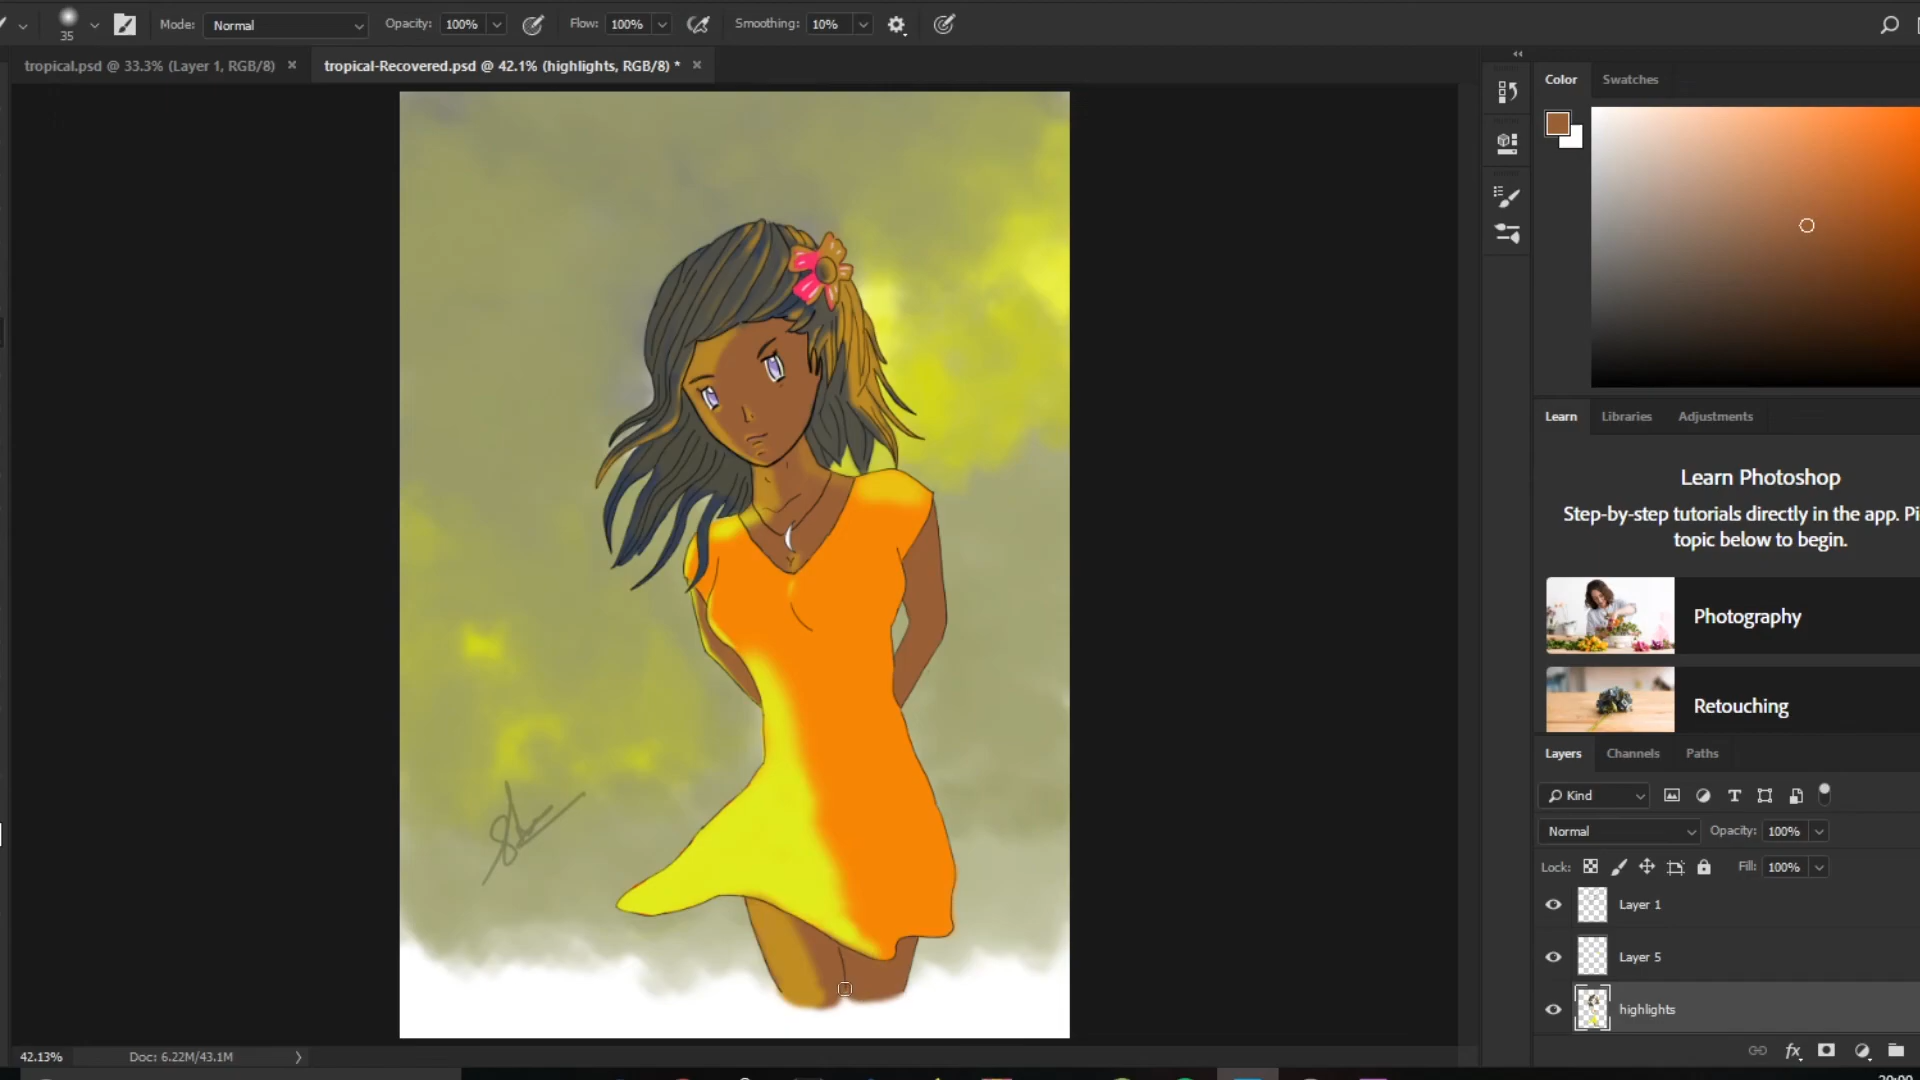 35
Mode: Normal
Opacity: 100%
Flow: 100%
Smoothing: 10%
tropical.psd @ 33.3% (Layer 1, RGB/8) ×
tropical-Recovered.psd @ 42.1% (highlights, RGB/8) * ×
Color Swatches
Learn Libraries Adjustments
Learn Photoshop
Step-by-step tutorials directly in the app. Pi
topic below to begin.
Photography
Retouching
Layers Channels Paths
Kind
Normal Opacity: 100%
Lock: Fill: 100%
Layer 1
Layer 5
highlights
fx
42.13% Doc: 6.22M/43.1M